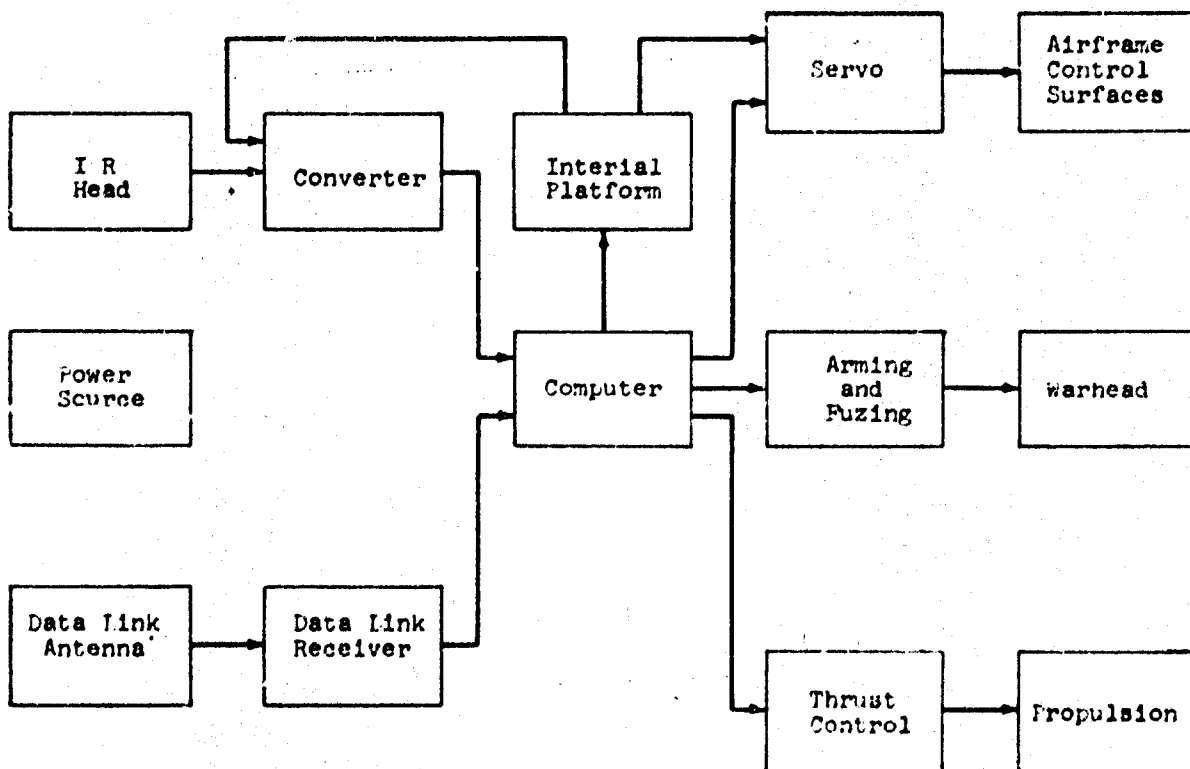 Servo
Airframe
Control
Surfaces
I R
Head
Converter
Interial
Platform
Power
Source
Computer
Arming
and
Fuzing
Warhead
Data Link
Antenna
Data Link
Receiver
Thrust
Control
Propulsion